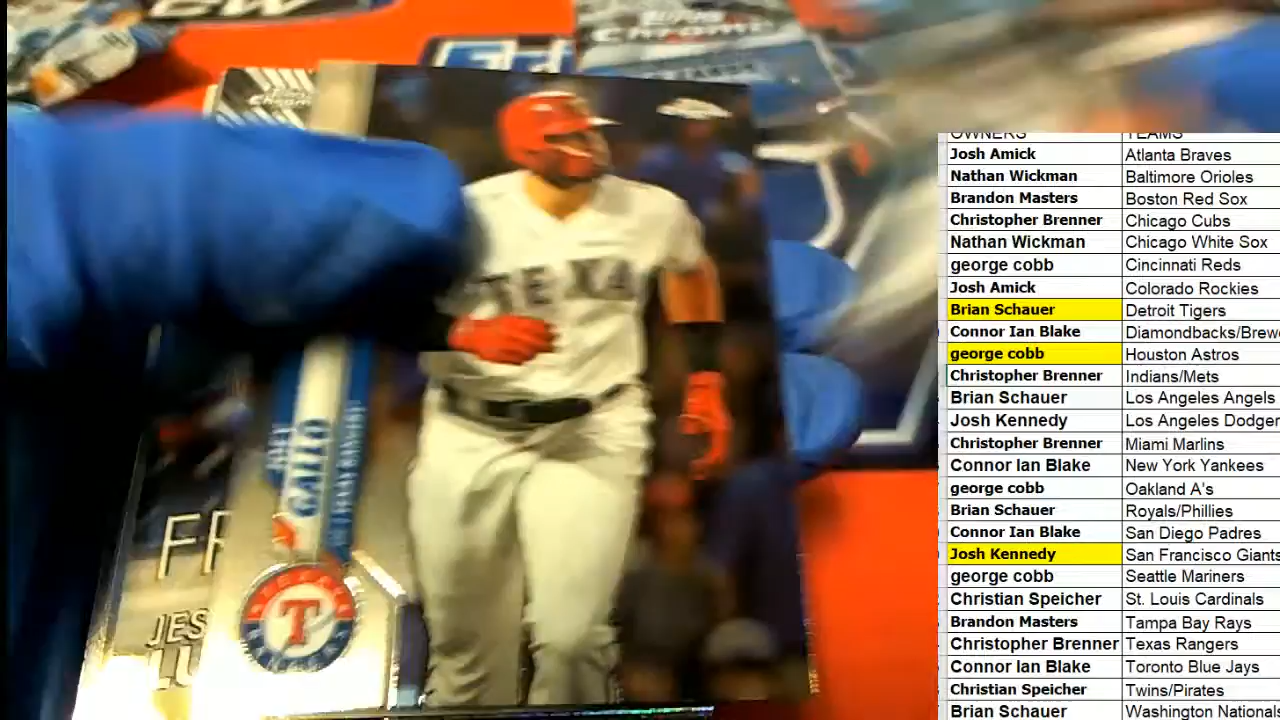 OWNERS TEAMS
Josh Amick Atlanta Braves
Nathan Wickman Baltimore Orioles
Brandon Masters Boston Red Sox
Christopher Brenner Chicago Cubs
Nathan Wickman Chicago White Sox
george cobb Cincinnati Reds
Josh Amick Colorado Rockies
Brian Schauer Detroit Tigers
Connor Ian Blake Diamondbacks/Brewe
george cobb Houston Astros
Christopher Brenner Indians/Mets
Brian Schauer Los Angeles Angels
Josh Kennedy Los Angeles Dodger
Christopher Brenner Miami Marlins
Connor Ian Blake New York Yankees
george cobb Oakland A's
Brian Schauer Royals/Phillies
Connor Ian Blake San Diego Padres
Josh Kennedy San Francisco Giants
george cobb Seattle Mariners
Christian Speicher St. Louis Cardinals
Brandon Masters Tampa Bay Rays
Christopher Brenner Texas Rangers
Connor Ian Blake Toronto Blue Jays
Christian Speicher Twins/Pirates
Brian Schauer Washington Nationals
Chrome
TEXA
GALLO
T
FR
JES
LU